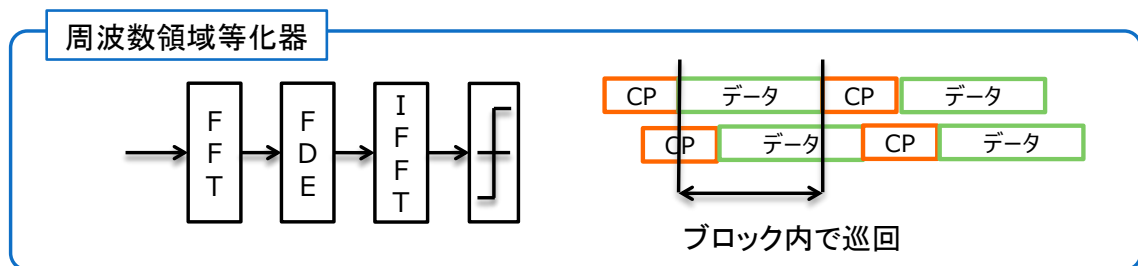 周波数領域等化器
FFT
FDE
IFFT
CP データ CP データ
CP データ CP データ
ブロック内で巡回